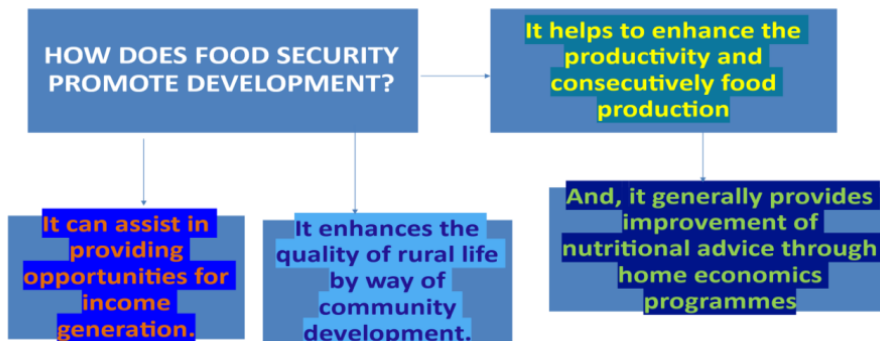 HOW DOES FOOD SECURITY
PROMOTE DEVELOPMENT?
It helps to enhance the
productivity and
consecutively food
production
It can assist in
providing
opportunities for
income
generation.
It enhances the
quality of rural life
by way of
community
development.
And, it generally provides
improvement of
nutritional advice through
home economics
programmes